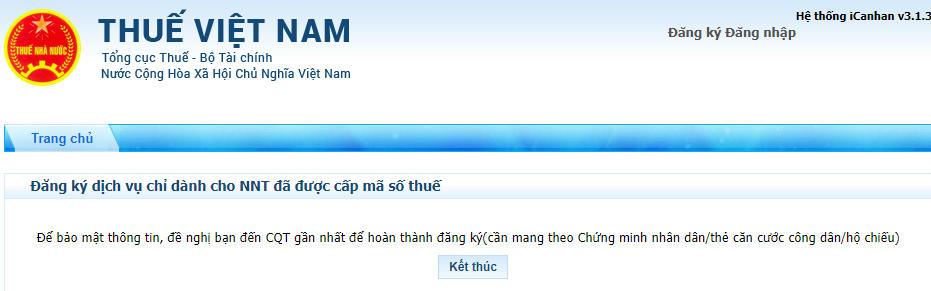 Hệ thống iCanhan v3.1.3
THUẾ VIỆT NAM
Đăng ký Đăng nhập
THUẾ NHÀ NƯỚC
Tổng cục Thuế - Bộ Tài chính
Nước Cộng Hòa Xã Hội Chủ Nghĩa Việt Nam
Trang chủ
Đăng ký dịch vụ chỉ dành cho NNT đã được cấp mã số thuế
Để bảo mật thông tin, đề nghị bạn đến CQT gần nhất để hoàn thành đăng ký(cần mang theo Chứng minh nhân dân/thẻ căn cước công dân/hộ chiếu)
Kết thúc